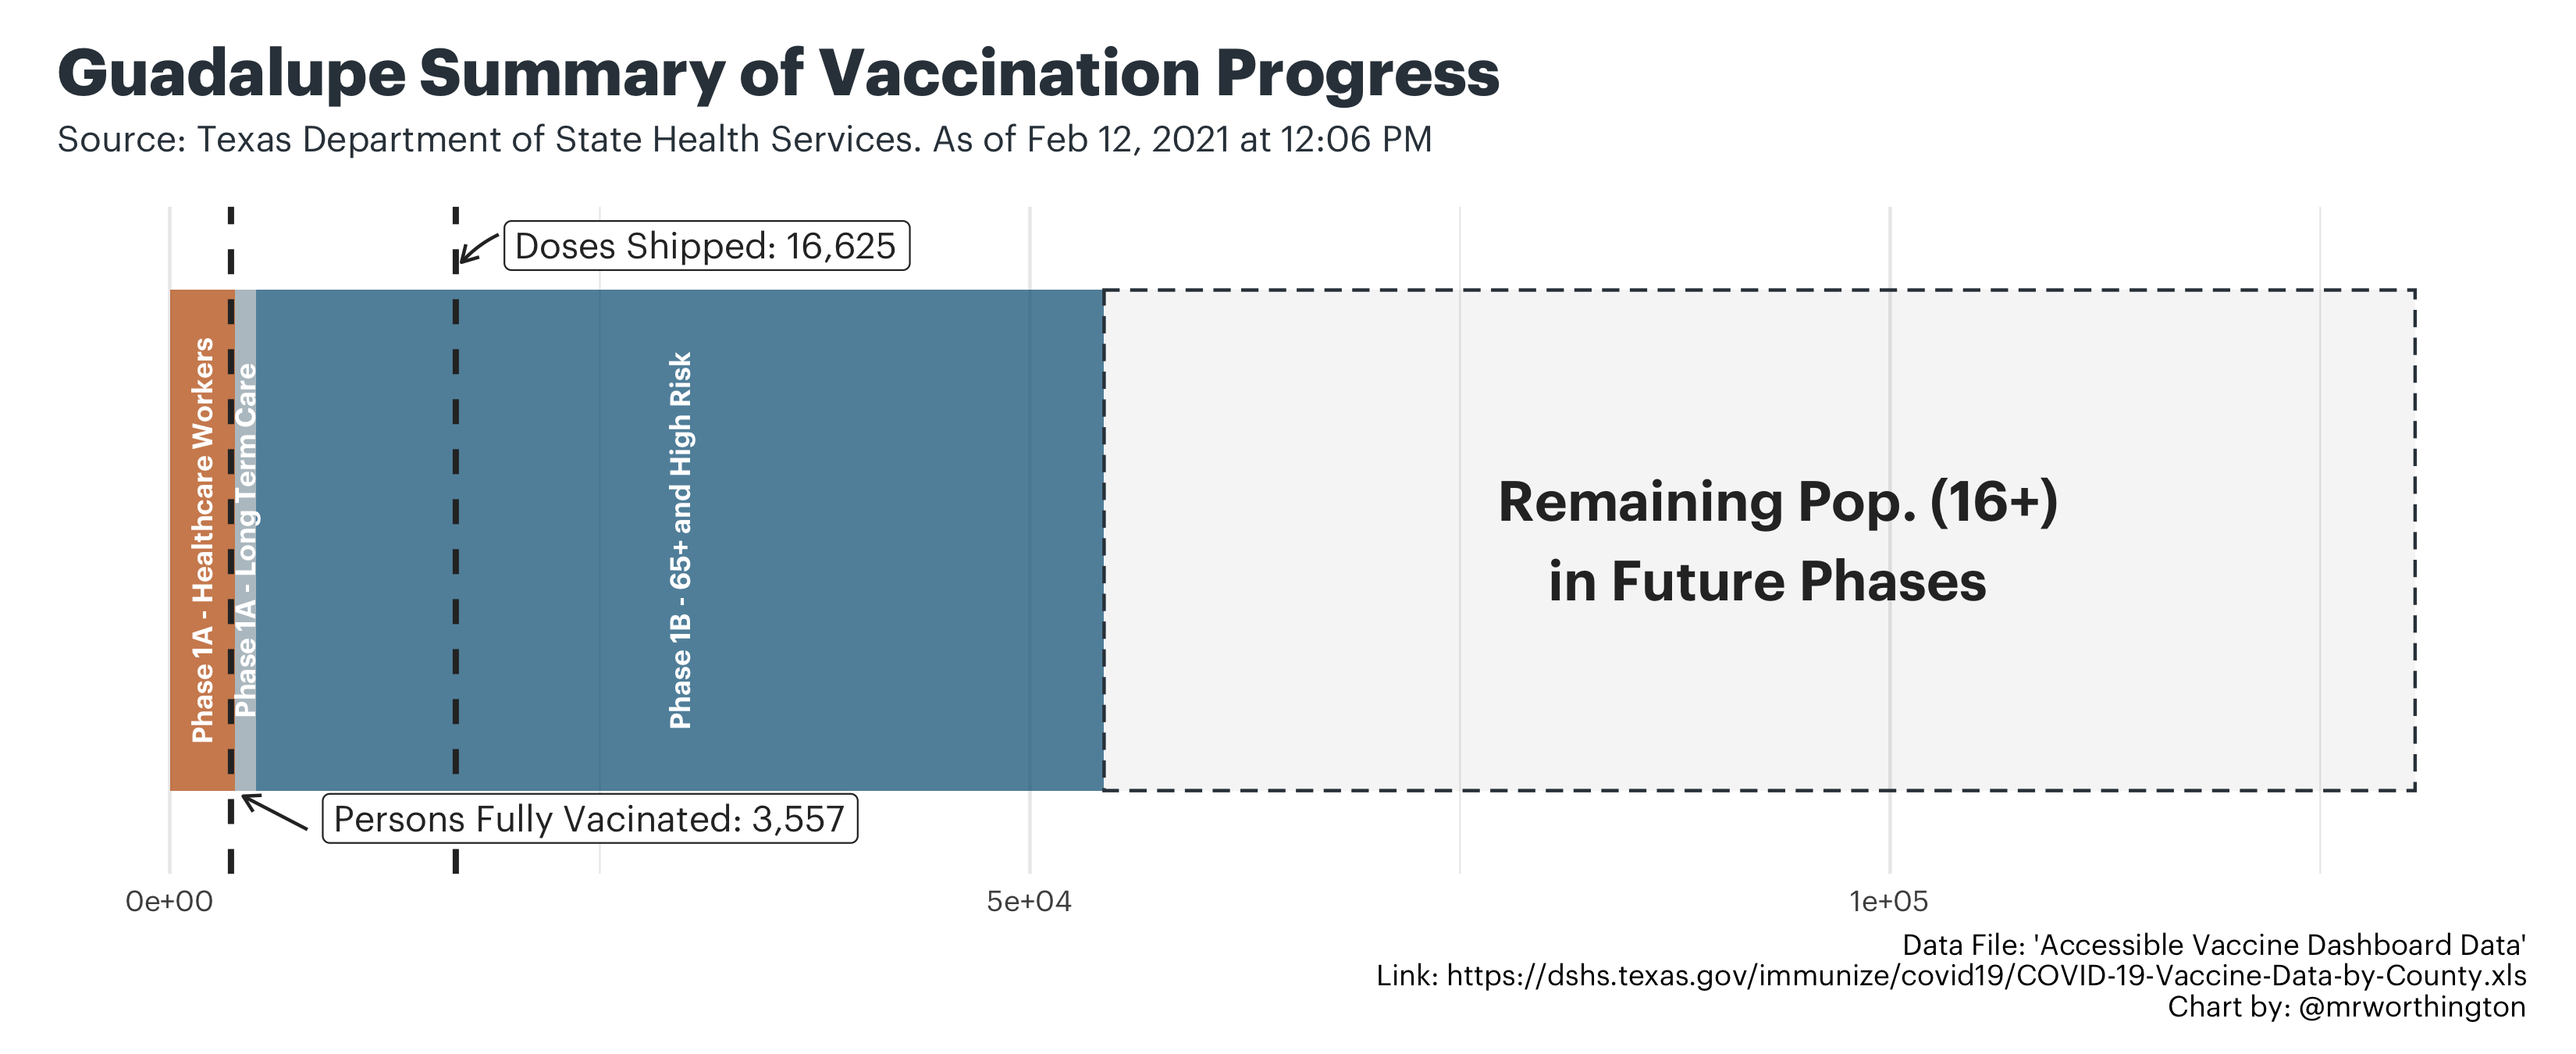 Guadalupe Summary of Vaccination Progress
Source: Texas Department of State Health Services. As of Feb 12, 2021 at 12:06 PM
Doses Shipped: 16,625
Phase 1A - Healthcare Workers
Phase 1A - Long Term Care
Phase 1B - 65+ and High Risk
Remaining Pop. (16+)
in Future Phases
Persons Fully Vacinated: 3,557
0e+00
5e+04
1e+05
Data File: 'Accessible Vaccine Dashboard Data'
Link: https://dshs.texas.gov/immunize/covid19/COVID-19-Vaccine-Data-by-County.xls
Chart by: @mrworthington